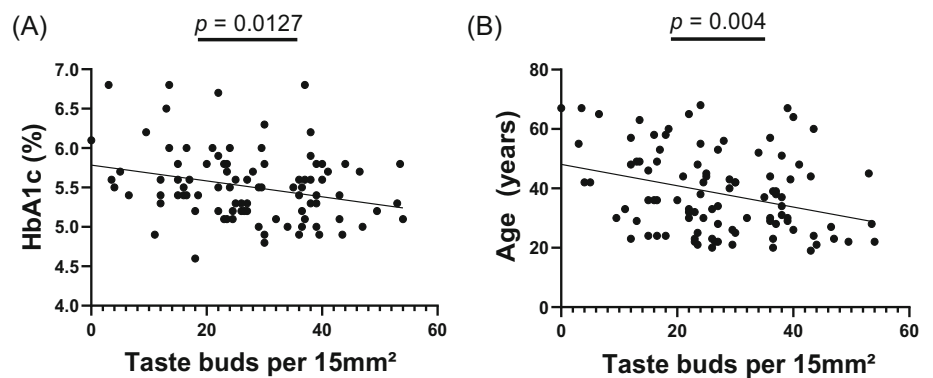 (A)
p = 0.0127
HbA1c (%)
7.0
6.5
6.0
5.5
5.0
4.5
4.0
0
20
40
60
Taste buds per 15mm²
(B)
p = 0.004
Age (years)
80
60
40
20
0
0
20
40
60
Taste buds per 15mm²